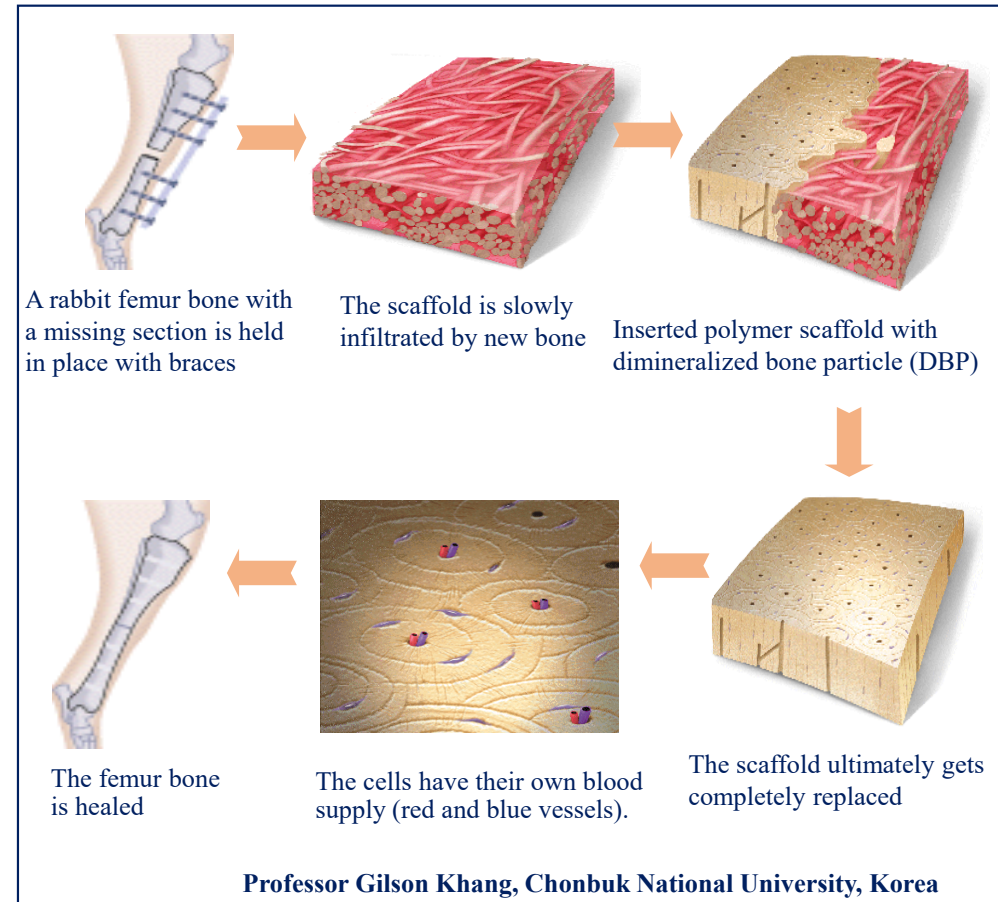 A rabbit femur bone with
a missing section is held
in place with braces
The scaffold is slowly
infiltrated by new bone
Inserted polymer scaffold with
dimineralized bone particle (DBP)
The scaffold ultimately gets
completely replaced
The cells have their own blood
supply (red and blue vessels).
The femur bone
is healed
Professor Gilson Khang, Chonbuk National University, Korea